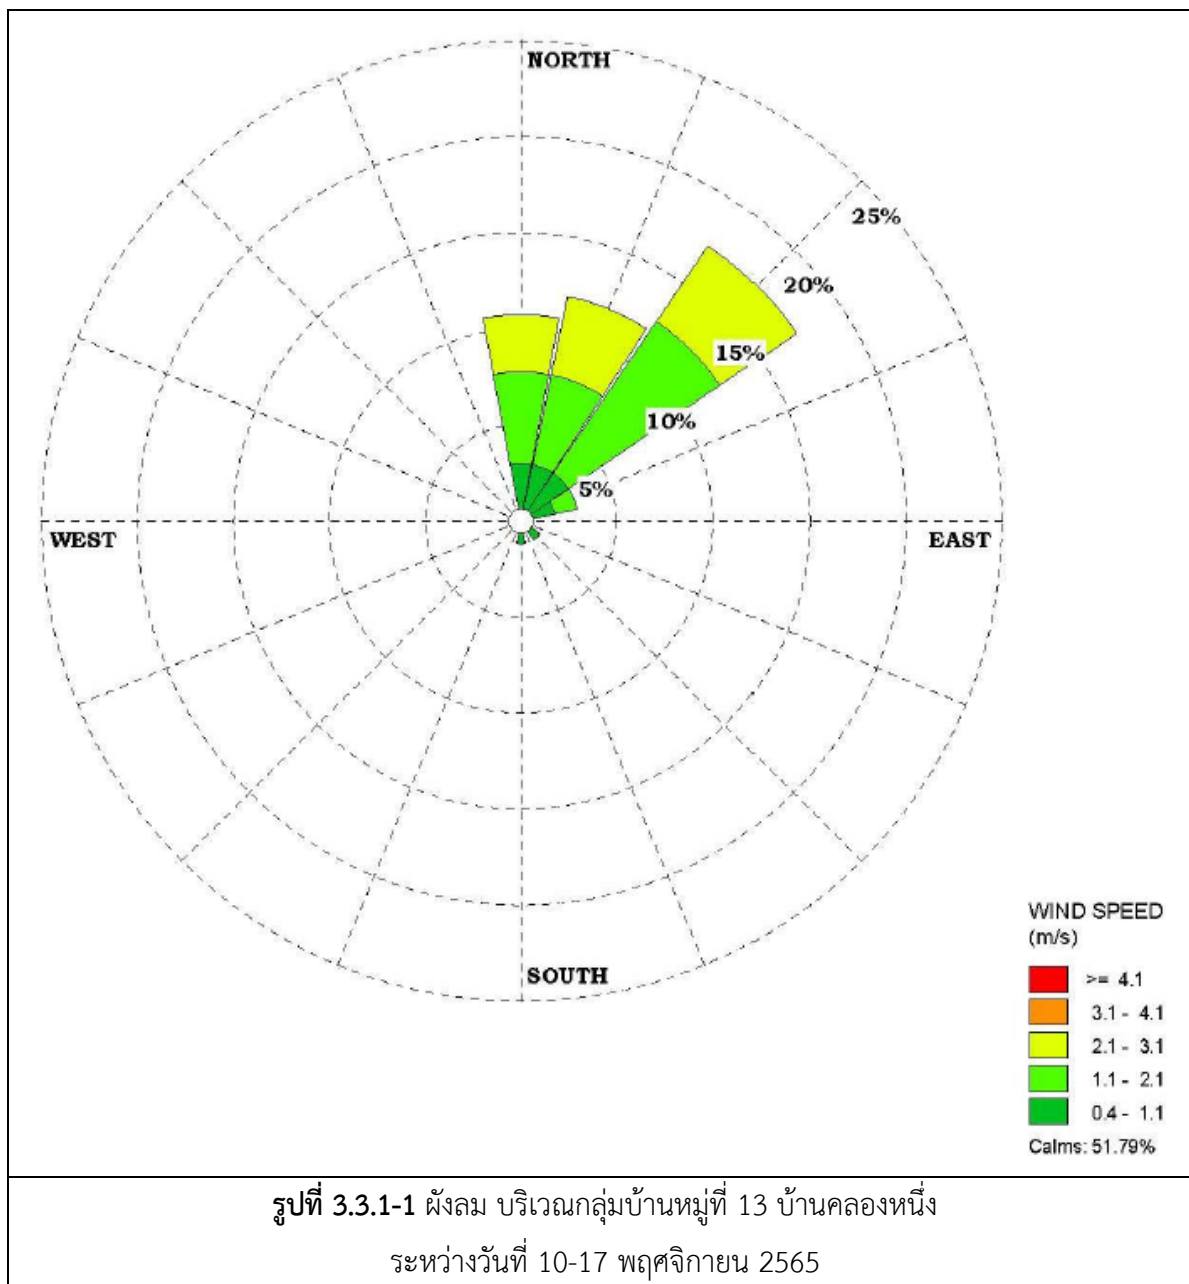 NORTH
25%
20%
15%
10%
5%
WEST
EAST
SOUTH
WIND SPEED
(m/s)
>= 4.1
3.1 - 4.1
2.1 - 3.1
1.1 - 2.1
0.4 - 1.1
Calms: 51.79%
รูปที่ 3.3.1-1 ผังลม บริเวณกลุ่มบ้านหมู่ที่ 13 บ้านคลองหนึ่ง
ระหว่างวันที่ 10-17 พฤศจิกายน 2565